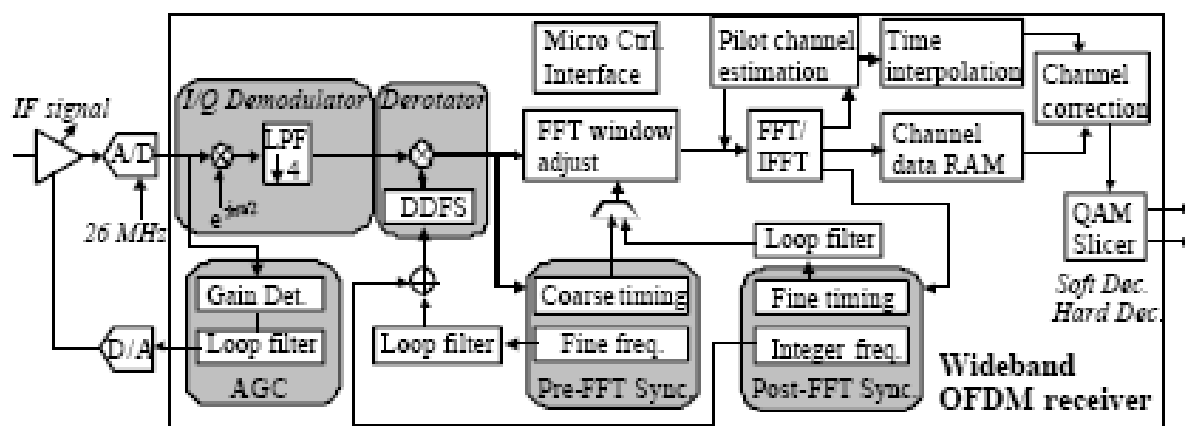 Micro Ctrl.
Interface
Pilot channel
estimation
Time
interpolation
Channel
correction
IF signal
I/Q Demodulator
Derotator
A/D
LPF
↓4
FFT window
adjust
FFT/
IFFT
Channel
data RAM
DDFS
26 MHz
QAM
Slicer
Loop filter
Gain Det.
Coarse timing
Fine timing
Soft Dec.
Hard Dec.
D/A
Loop filter
Loop filter
Fine freq.
Integer freq.
AGC
Pre-FFT Sync
Post-FFT Sync
Wideband
OFDM receiver